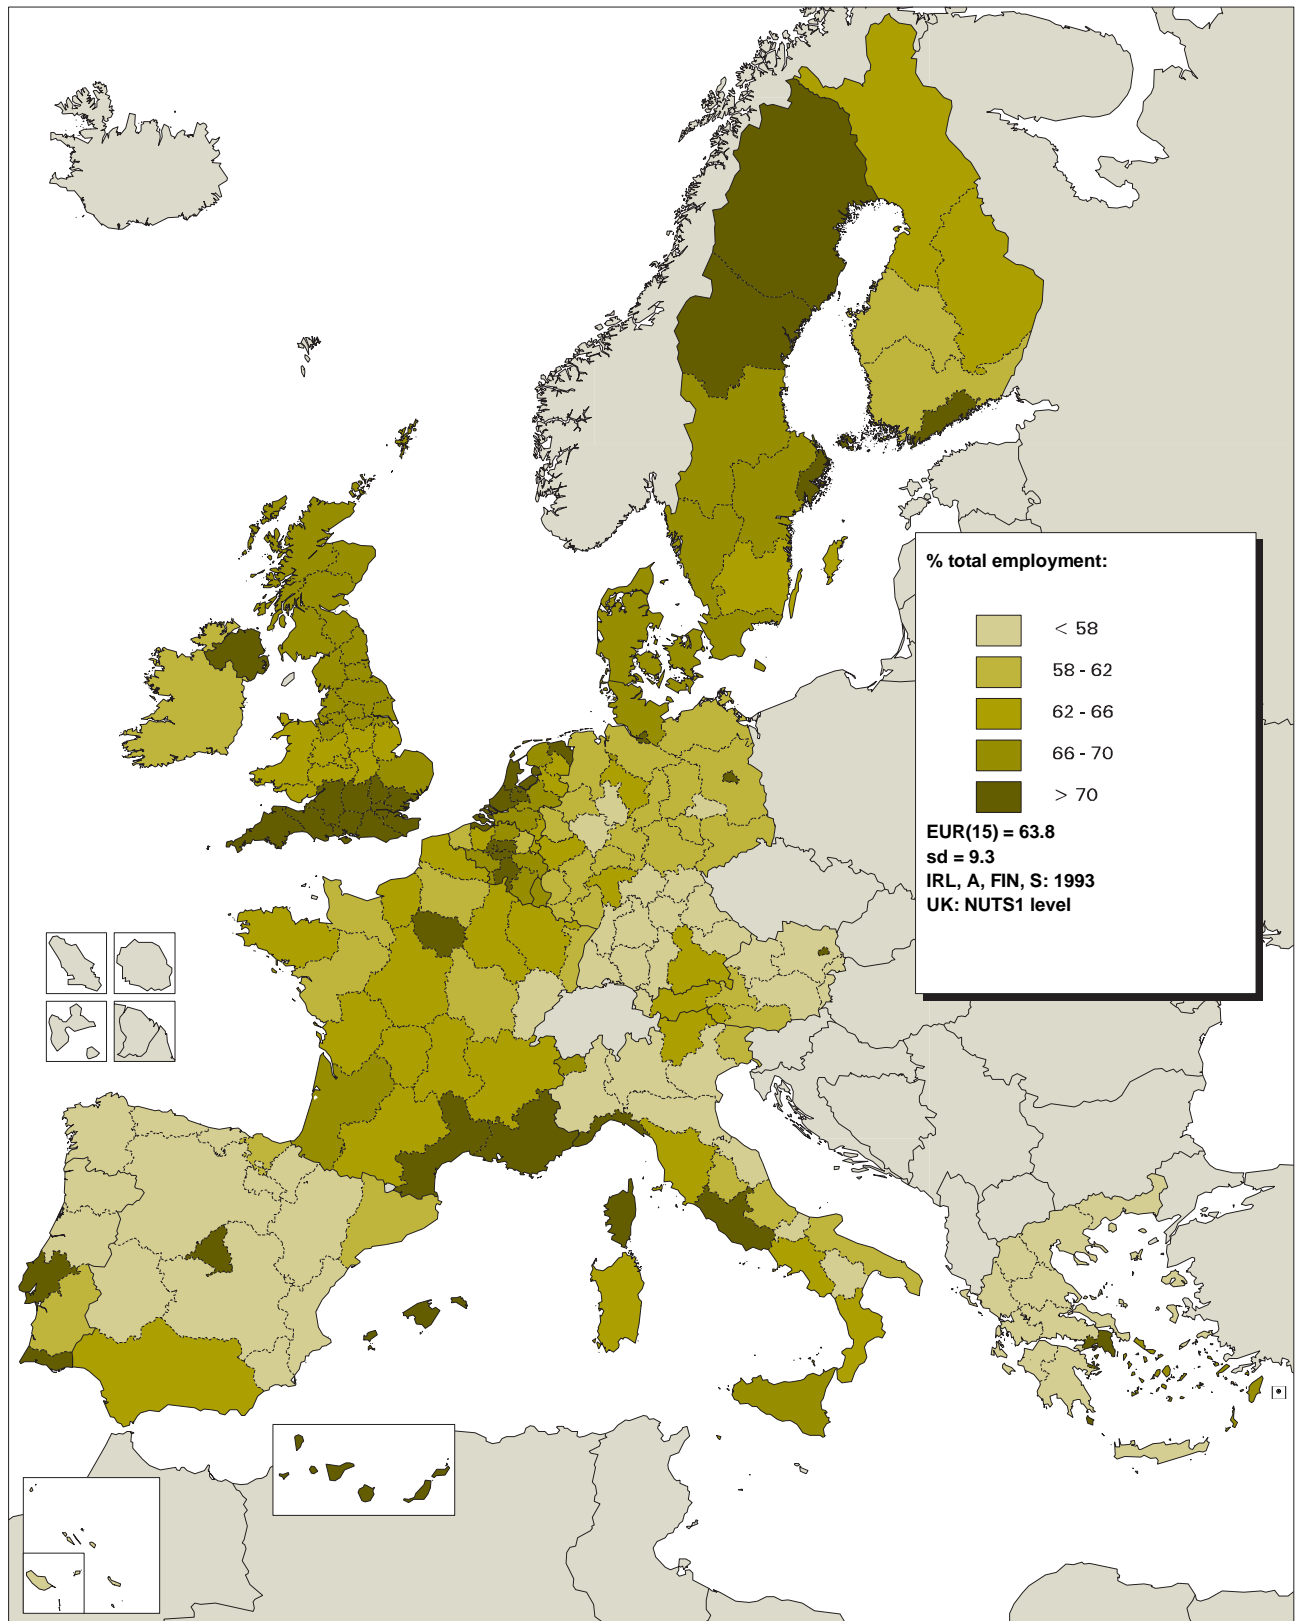 % total employment:
< 58
58 - 62
62 - 66
66 - 70
> 70
EUR(15) = 63.8
sd = 9.3
IRL, A, FIN, S: 1993
UK: NUTS1 level